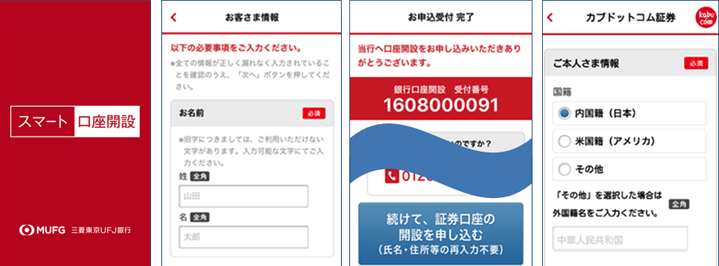 スマート 口座開設
MUFG 三菱東京UFJ銀行
お客さま情報
以下の必要事項をご入力ください。
※全ての情報が正しく漏れなく入力されているこ
とを確認のうえ、「次へ」ボタンを押してくだ
さい。
お名前 必須
※旧字につきましては、ご利用いただけない
文字があります。入力可能な文字にてご入
力ください。
姓 全角
山田
名 全角
太郎
お申込受付 完了
当行へ口座開設をお申し込みいただきあり
がとうございます。
銀行口座開設 受付番号
1608000091
のですか？
012
続けて、証券口座の
開設を申し込む
（氏名・住所等の再入力不要）
カブドットコム証券
kabu
.com
ご本人さま情報 必須
国籍
内国籍（日本）
米国籍（アメリカ）
その他
「その他」を選択した場合は
外国籍名をご入力ください。 全角
中華人民共和国